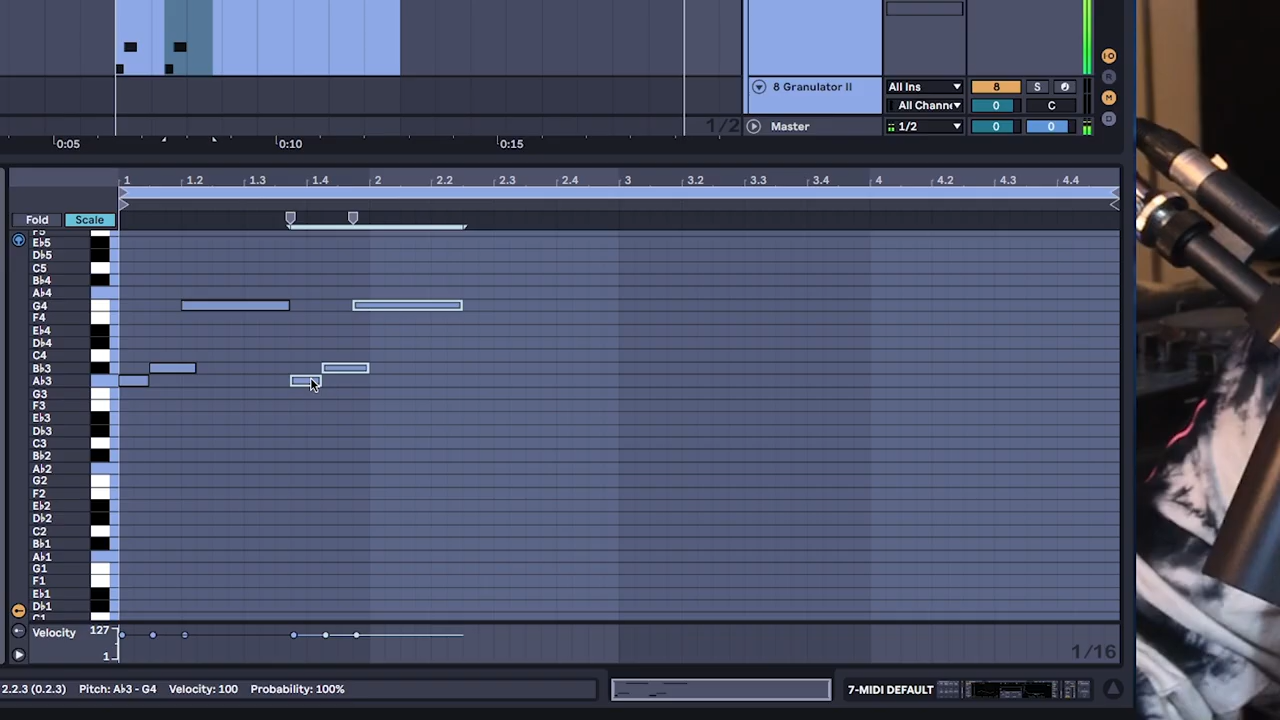 8 Granulator II
All Ins
8
S
I·O
R
All Channe
0
C
M
1/2
Master
1/2
0
0
0:05
0:10
0:15
1
1.2
1.3
1.4
2
2.2
2.3
2.4
3
3.2
3.3
3.4
4
4.2
4.3
4.4
Fold
Scale
F5
E♭5
D♭5
C5
B♭4
A♭4
G4
F4
E♭4
D♭4
C4
B♭3
A♭3
G3
F3
E♭3
D♭3
C3
B♭2
A♭2
G2
F2
E♭2
D♭2
C2
B♭1
A♭1
G1
F1
E♭1
D♭1
C1
Velocity
127
1
1/16
2.2.3 (0.2.3)
Pitch: A♭3 - G4
Velocity: 100
Probability: 100%
7-MIDI DEFAULT